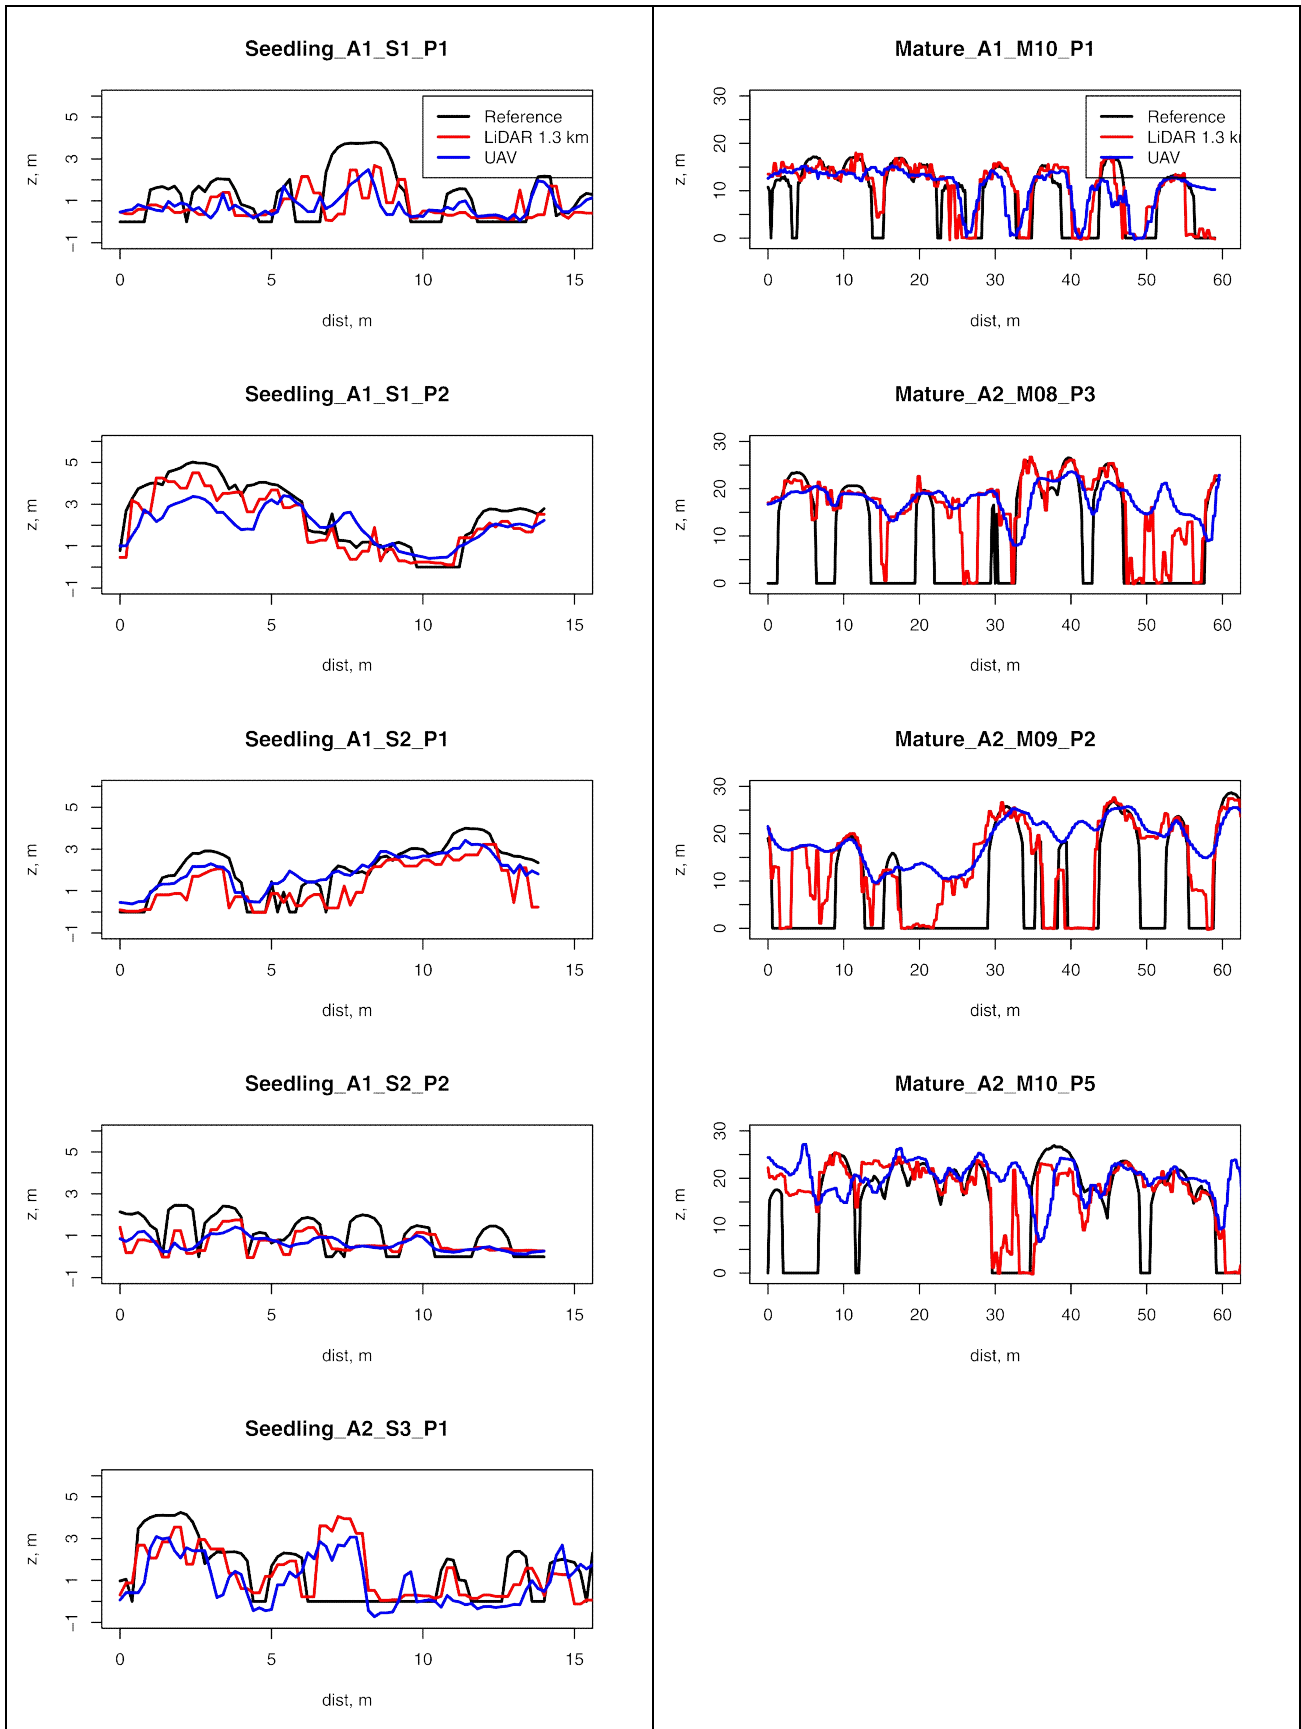 Seedling_A1_S1_P1
z, m
−1 1 3 5
Reference
LiDAR 1.3 km
UAV
0 5 10 15
dist, m
Seedling_A1_S1_P2
z, m
−1 1 3 5
0 5 10 15
dist, m
Seedling_A1_S2_P1
z, m
−1 1 3 5
0 5 10 15
dist, m
Seedling_A1_S2_P2
z, m
−1 1 3 5
0 5 10 15
dist, m
Seedling_A2_S3_P1
z, m
−1 1 3 5
0 5 10 15
dist, m
Mature_A1_M10_P1
z, m
0 10 20 30
Reference
LiDAR 1.3 k
UAV
0 10 20 30 40 50 60
dist, m
Mature_A2_M08_P3
z, m
0 10 20 30
0 10 20 30 40 50 60
dist, m
Mature_A2_M09_P2
z, m
0 10 20 30
0 10 20 30 40 50 60
dist, m
Mature_A2_M10_P5
z, m
0 10 20 30
0 10 20 30 40 50 60
dist, m